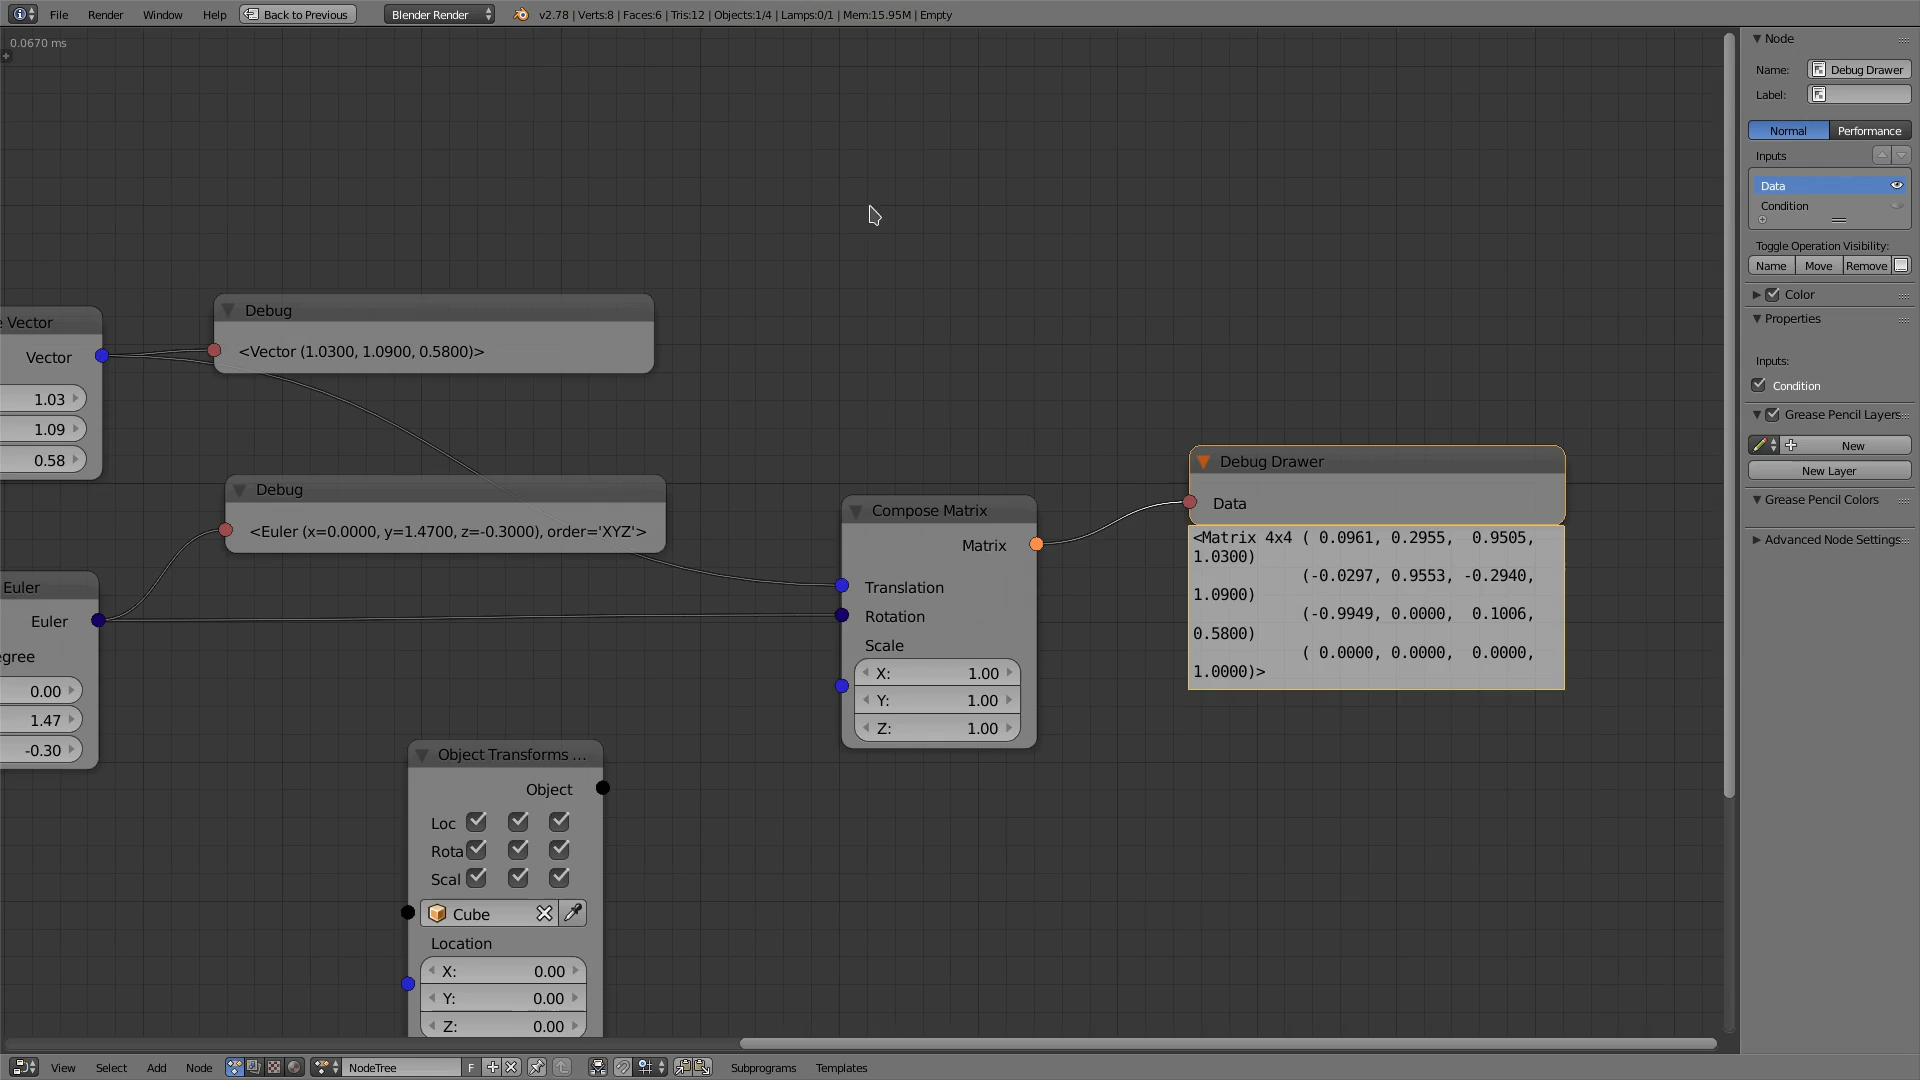 File Render Window Help Back to Previous Blender Render v2.78 | Verts:8 | Faces:6 | Tris:12 | Objects:1/4 | Lamps:0/1 | Mem:15.95M | Empty
0.0670 ms
e Vector
Vector
1.03
1.09
0.58
Debug
<Vector (1.0300, 1.0900, 0.5800)>
Debug
<Euler (x=0.0000, y=1.4700, z=-0.3000), order='XYZ'>
Euler
Euler
egree
0.00
1.47
-0.30
Object Transforms ...
Object
Loc
Rota
Scal
Cube
Location
X: 0.00
Y: 0.00
Z: 0.00
Compose Matrix
Matrix
Translation
Rotation
Scale
X: 1.00
Y: 1.00
Z: 1.00
Debug Drawer
Data
<Matrix 4x4 ( 0.0961, 0.2955,  0.9505,
1.0300)
(-0.0297, 0.9553, -0.2940,
1.0900)
(-0.9949, 0.0000,  0.1006,
0.5800)
( 0.0000, 0.0000,  0.0000,
1.0000)>
Node
Name: Debug Drawer
Label:
Normal Performance
Inputs
Data
Condition
Toggle Operation Visibility:
Name Move Remove
Color
Properties
Inputs:
Condition
Grease Pencil Layers
New
New Layer
Grease Pencil Colors
Advanced Node Settings
View Select Add Node NodeTree F Subprograms Templates